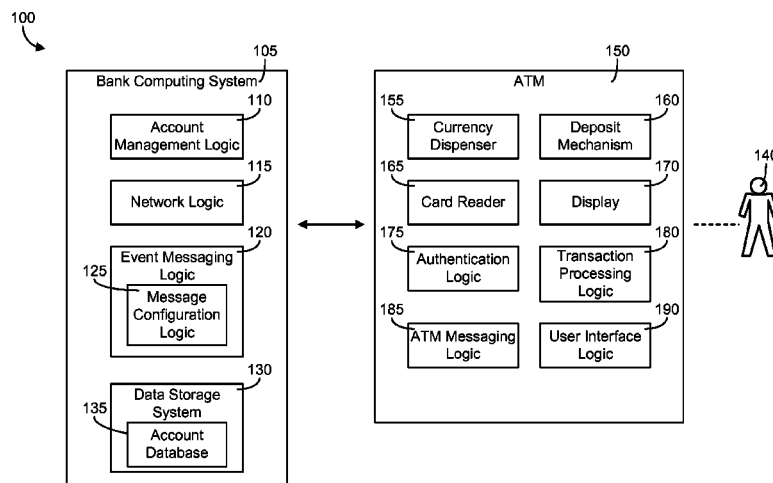 100
105
Bank Computing System
110
Account
Management Logic
115
Network Logic
120
Event Messaging
Logic
125
Message
Configuration
Logic
130
Data Storage
System
135
Account
Database
150
ATM
155
Currency
Dispenser
160
Deposit
Mechanism
165
Card Reader
170
Display
175
Authentication
Logic
180
Transaction
Processing
Logic
185
ATM Messaging
Logic
190
User Interface
Logic
140